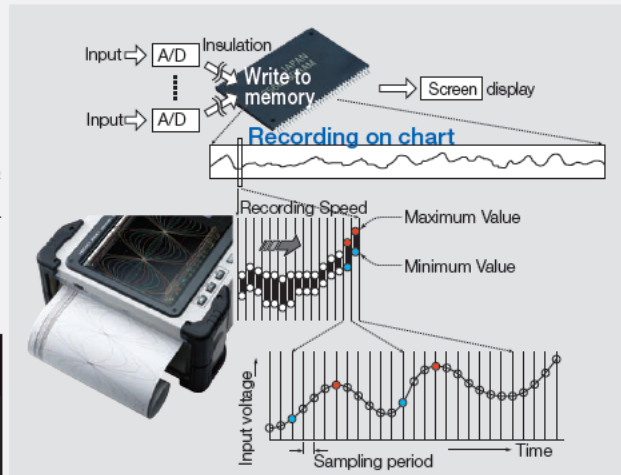 Input A/D Insulation
Write to
memory
JAPAN
Screen display
Input A/D
Recording on chart
Recording Speed
Maximum Value
Minimum Value
Input voltage
Sampling period
Time